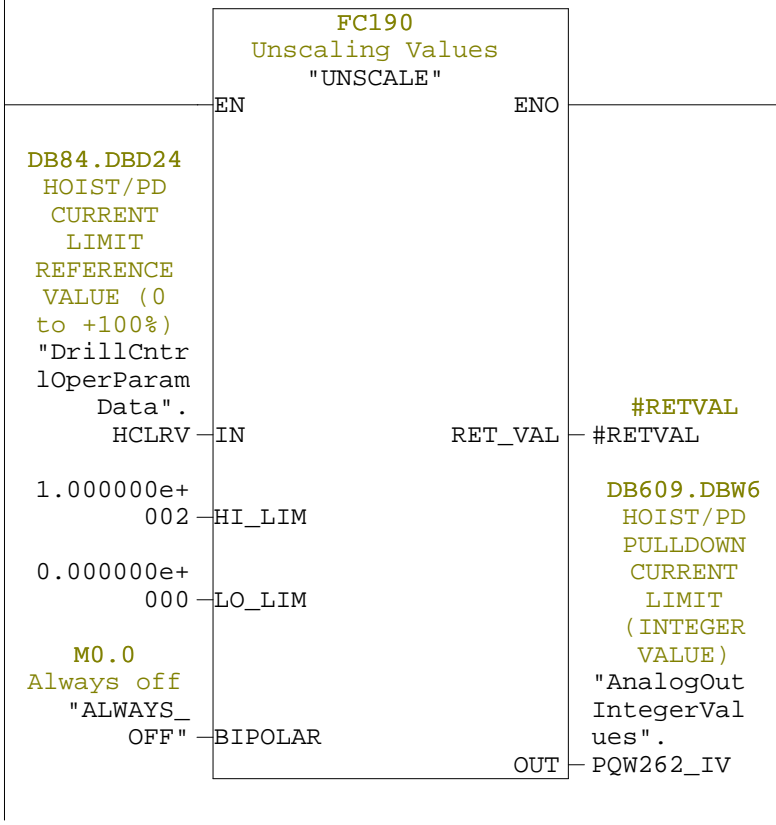 FC190
Unscaling Values
"UNSCALE"
EN ENO
DB84.DBD24
HOIST/PD
CURRENT
LIMIT
REFERENCE
VALUE (0
to +100%)
"DrillCntr
lOperParam
Data".
HCLRV IN RET_VAL #RETVAL
#RETVAL
1.000000e+
002 HI_LIM
0.000000e+
000 LO_LIM
M0.0
Always off
"ALWAYS_
OFF" BIPOLAR
DB609.DBW6
HOIST/PD
PULLDOWN
CURRENT
LIMIT
(INTEGER
VALUE)
"AnalogOut
IntegerVal
ues".
OUT PQW262_IV